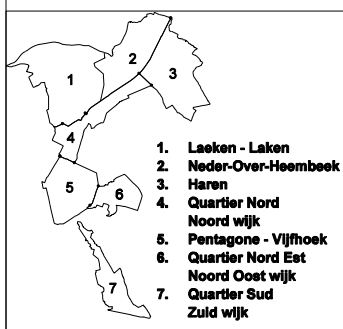 1
2
3
4
5
6
7
1. Laeken - Laken
2. Neder-Over-Heembeek
3. Haren
4. Quartier Nord
Noord wijk
5. Pentagone - Vijfhoek
6. Quartier Nord Est
Noord Oost wijk
7. Quartier Sud
Zuid wijk